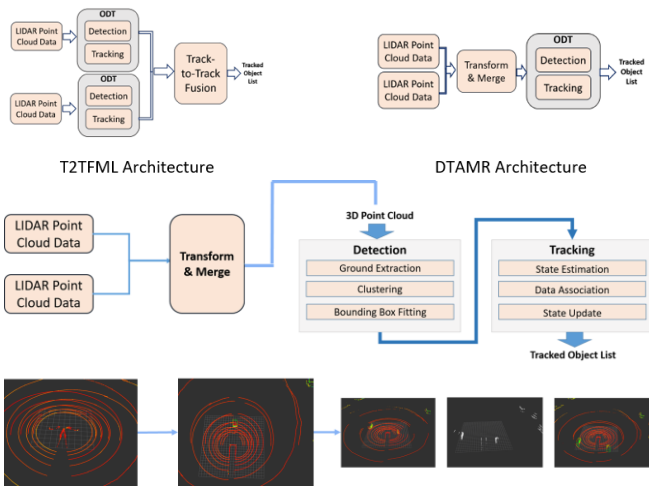 ODT
LIDAR Point
Cloud Data
Detection
Tracking
ODT
LIDAR Point
Cloud Data
Detection
Tracking
Track-
to-Track
Fusion
Tracked
Object
List
LIDAR Point
Cloud Data
LIDAR Point
Cloud Data
Transform
& Merge
ODT
Detection
Tracking
Tracked
Object
List
T2TFML Architecture
DTAMR Architecture
LIDAR Point
Cloud Data
LIDAR Point
Cloud Data
Transform
& Merge
3D Point Cloud
Detection
Ground Extraction
Clustering
Bounding Box Fitting
Tracking
State Estimation
Data Association
State Update
Tracked Object List